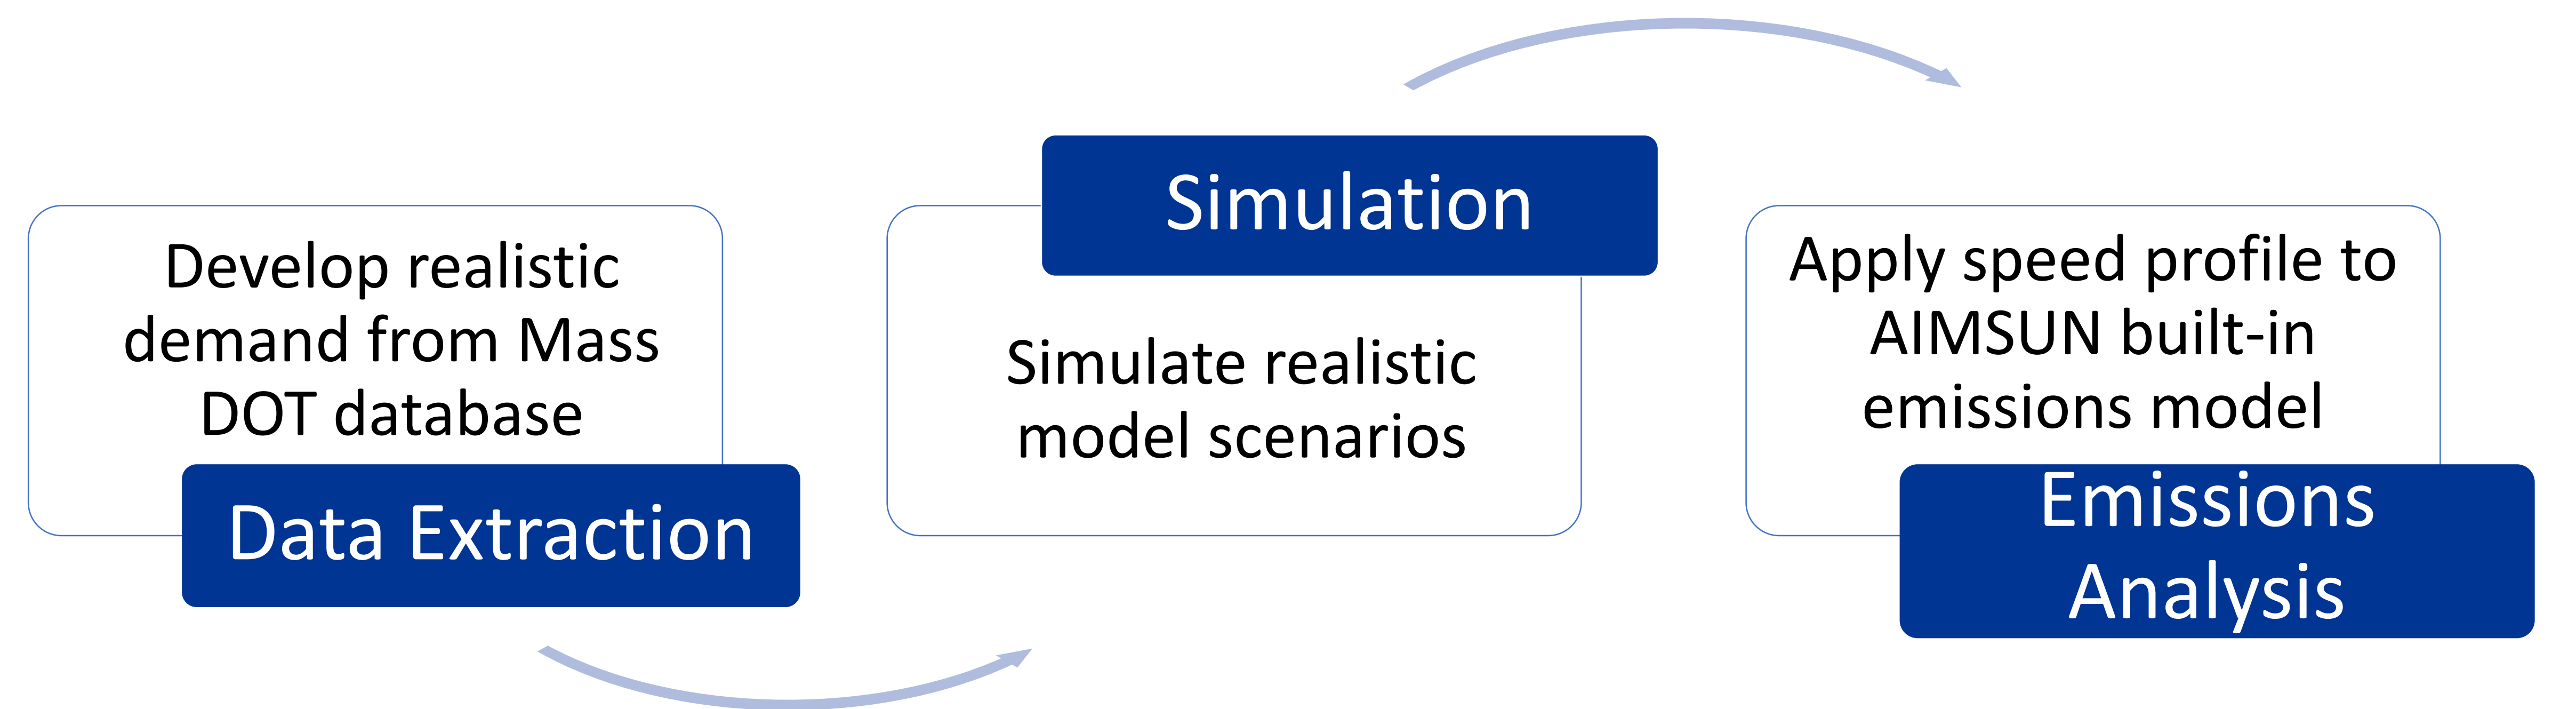 Develop realistic
demand from Mass
DOT database
Data Extraction
Simulation
Simulate realistic
model scenarios
Apply speed profile to
AIMSUN built-in
emissions model
Emissions
Analysis